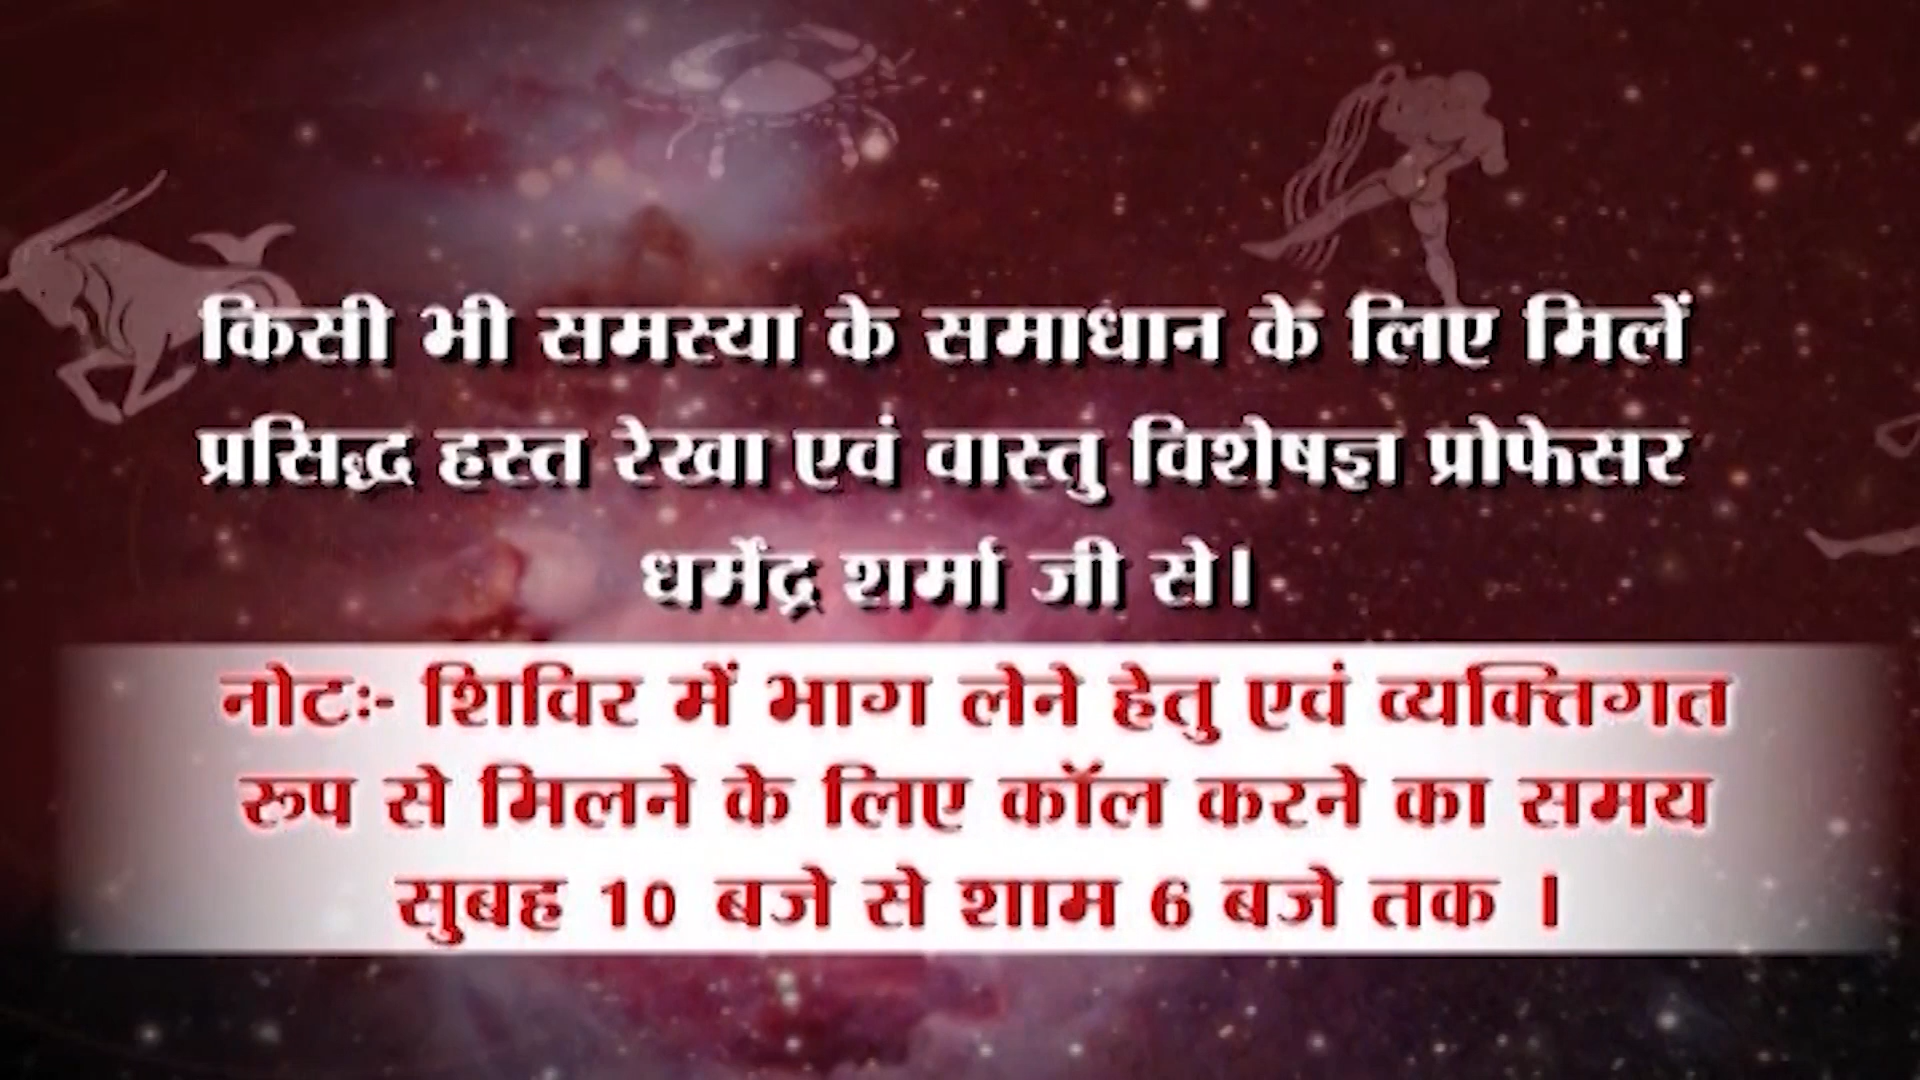 किसी भी समस्या के समाधान के लिए मिलें
प्रसिद्ध हस्त रेखा एवं वास्तु विशेषज्ञ प्रोफेसर
धर्मेंद्र शर्मा जी से।
नोटः- शिविर में भाग लेने हेतु एवं व्यक्तिगत
रूप से मिलने के लिए कॉल करने का समय
सुबह 10 बजे से शाम 6 बजे तक ।